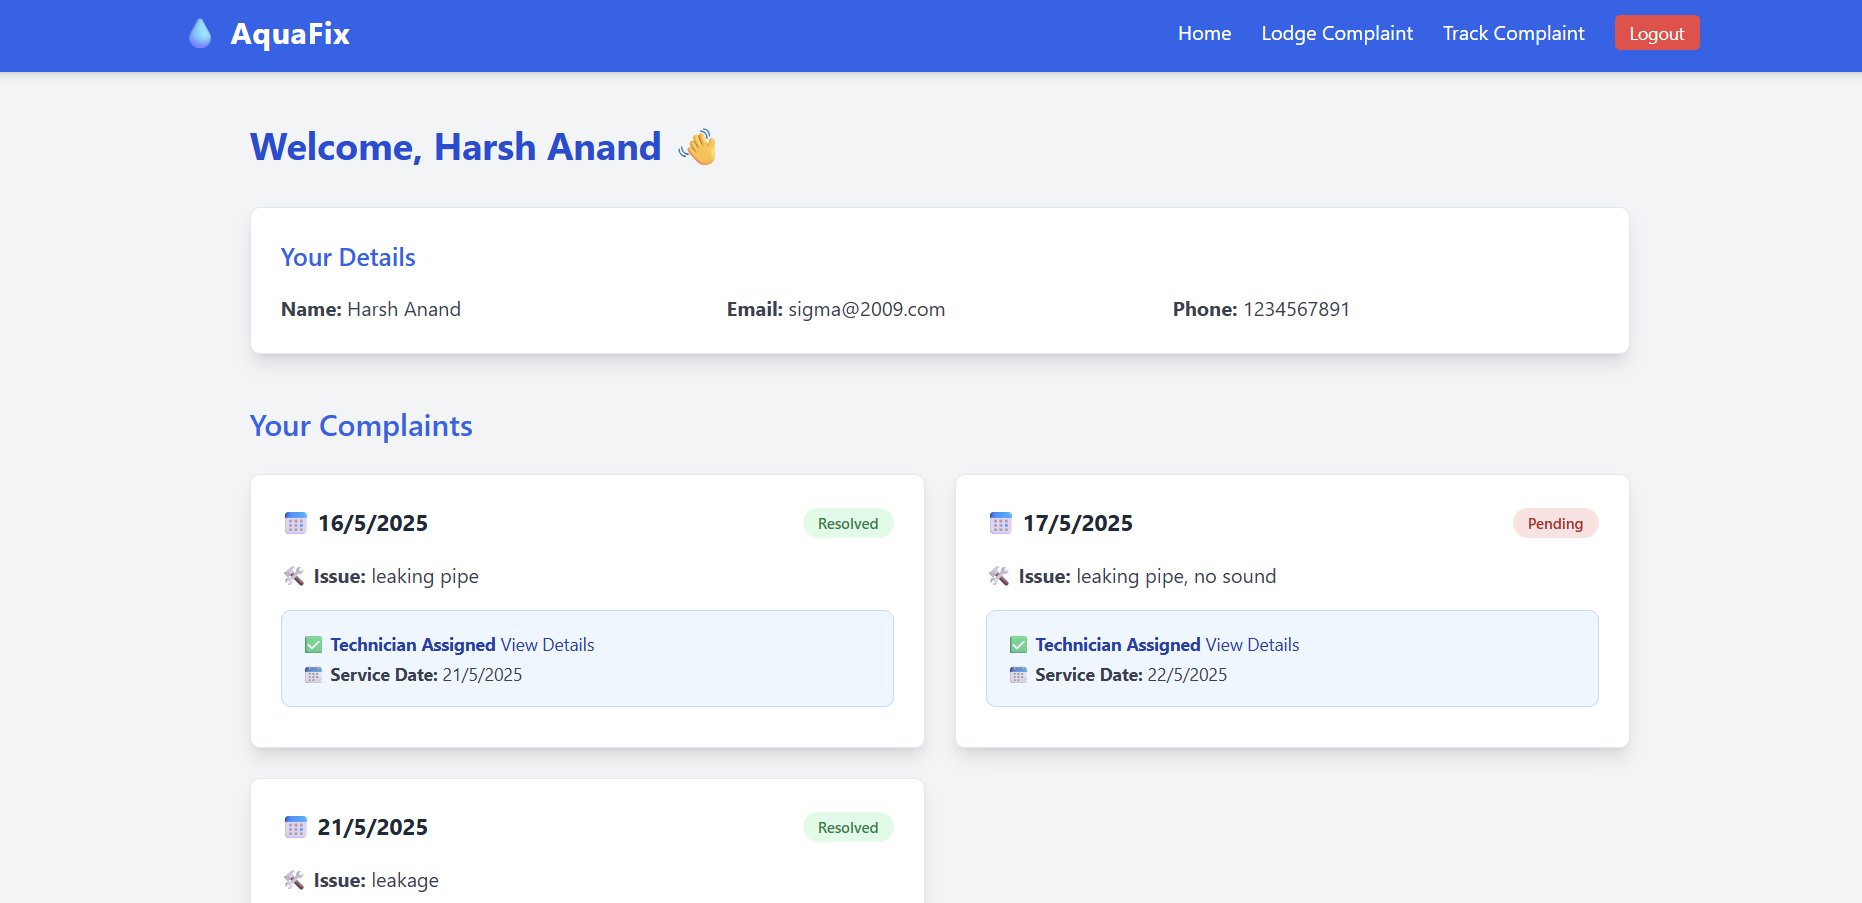 AquaFix
Home Lodge Complaint Track Complaint Logout
Welcome, Harsh Anand 👋
Your Details
Name: Harsh Anand Email: sigma@2009.com Phone: 1234567891
Your Complaints
16/5/2025 Resolved
Issue: leaking pipe
Technician Assigned View Details
Service Date: 21/5/2025
17/5/2025 Pending
Issue: leaking pipe, no sound
Technician Assigned View Details
Service Date: 22/5/2025
21/5/2025 Resolved
Issue: leakage